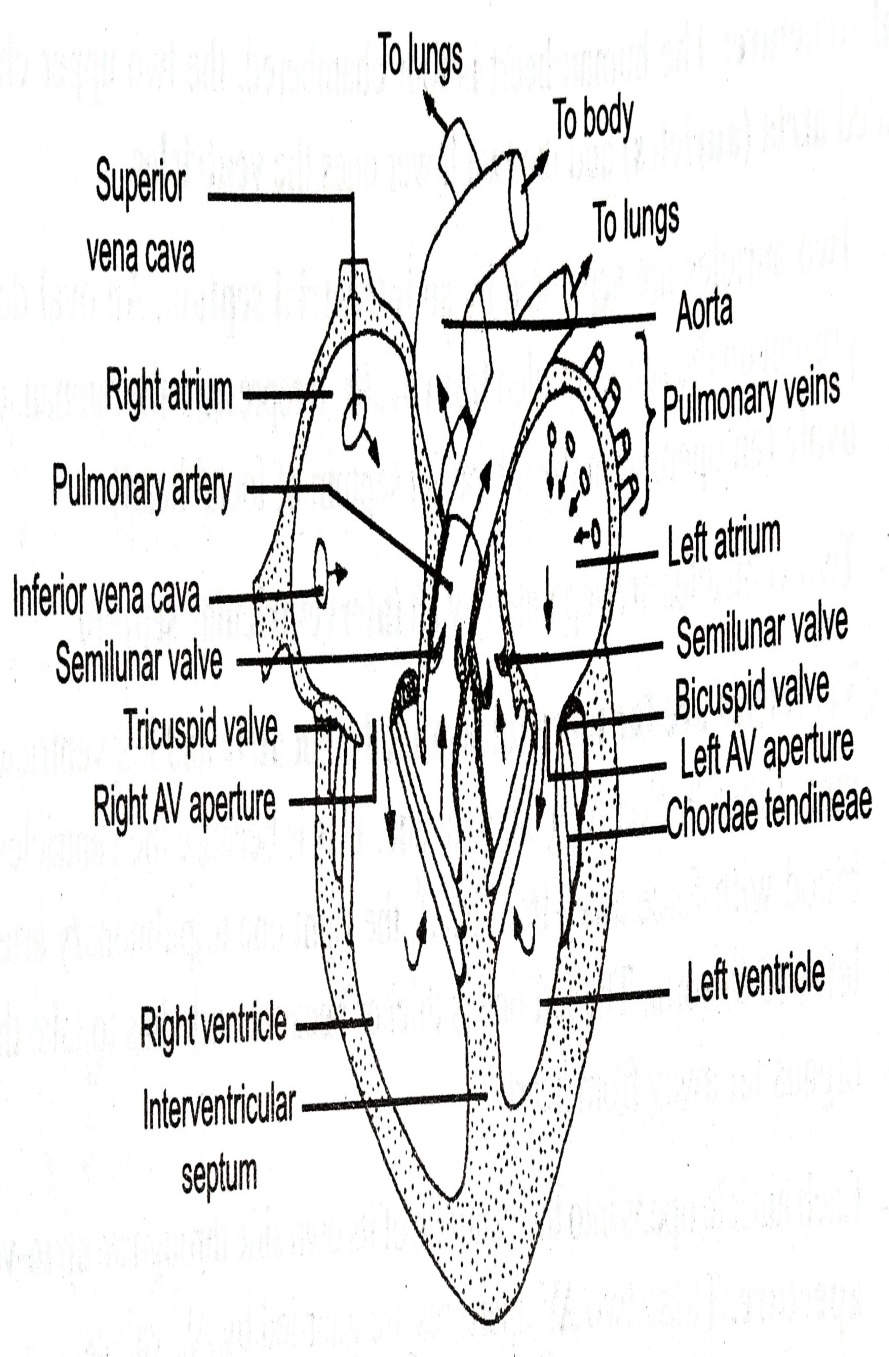 To lungs
To body
Superior
vena cava
To lungs
Aorta
Right atrium
Pulmonary veins
Pulmonary artery
Left atrium
Inferior vena cava
Semilunar valve
Semilunar valve
Bicuspid valve
Tricuspid valve
Left AV aperture
Right AV aperture
Chordae tendineae
Left ventricle
Right ventricle
Interventricular
septum